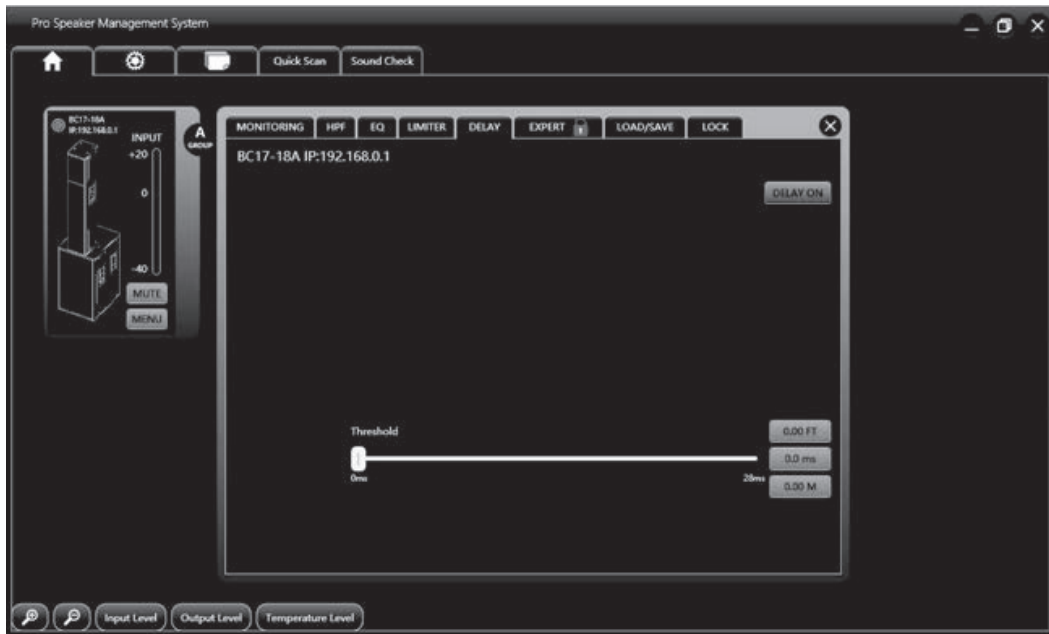 Pro Speaker Management System
Quick Scan
Sound Check
BC17-18A
IP:192.168.0.1
INPUT
+20
0
-40
MUTE
MENU
A
GROUP
MONITORING HPF EQ LIMITER DELAY EXPERT LOAD/SAVE LOCK
BC17-18A IP:192.168.0.1
DELAY ON
Threshold
0ms
28ms
0.00 FT
0.0 ms
0.00 M
Input Level
Output Level
Temperature Level